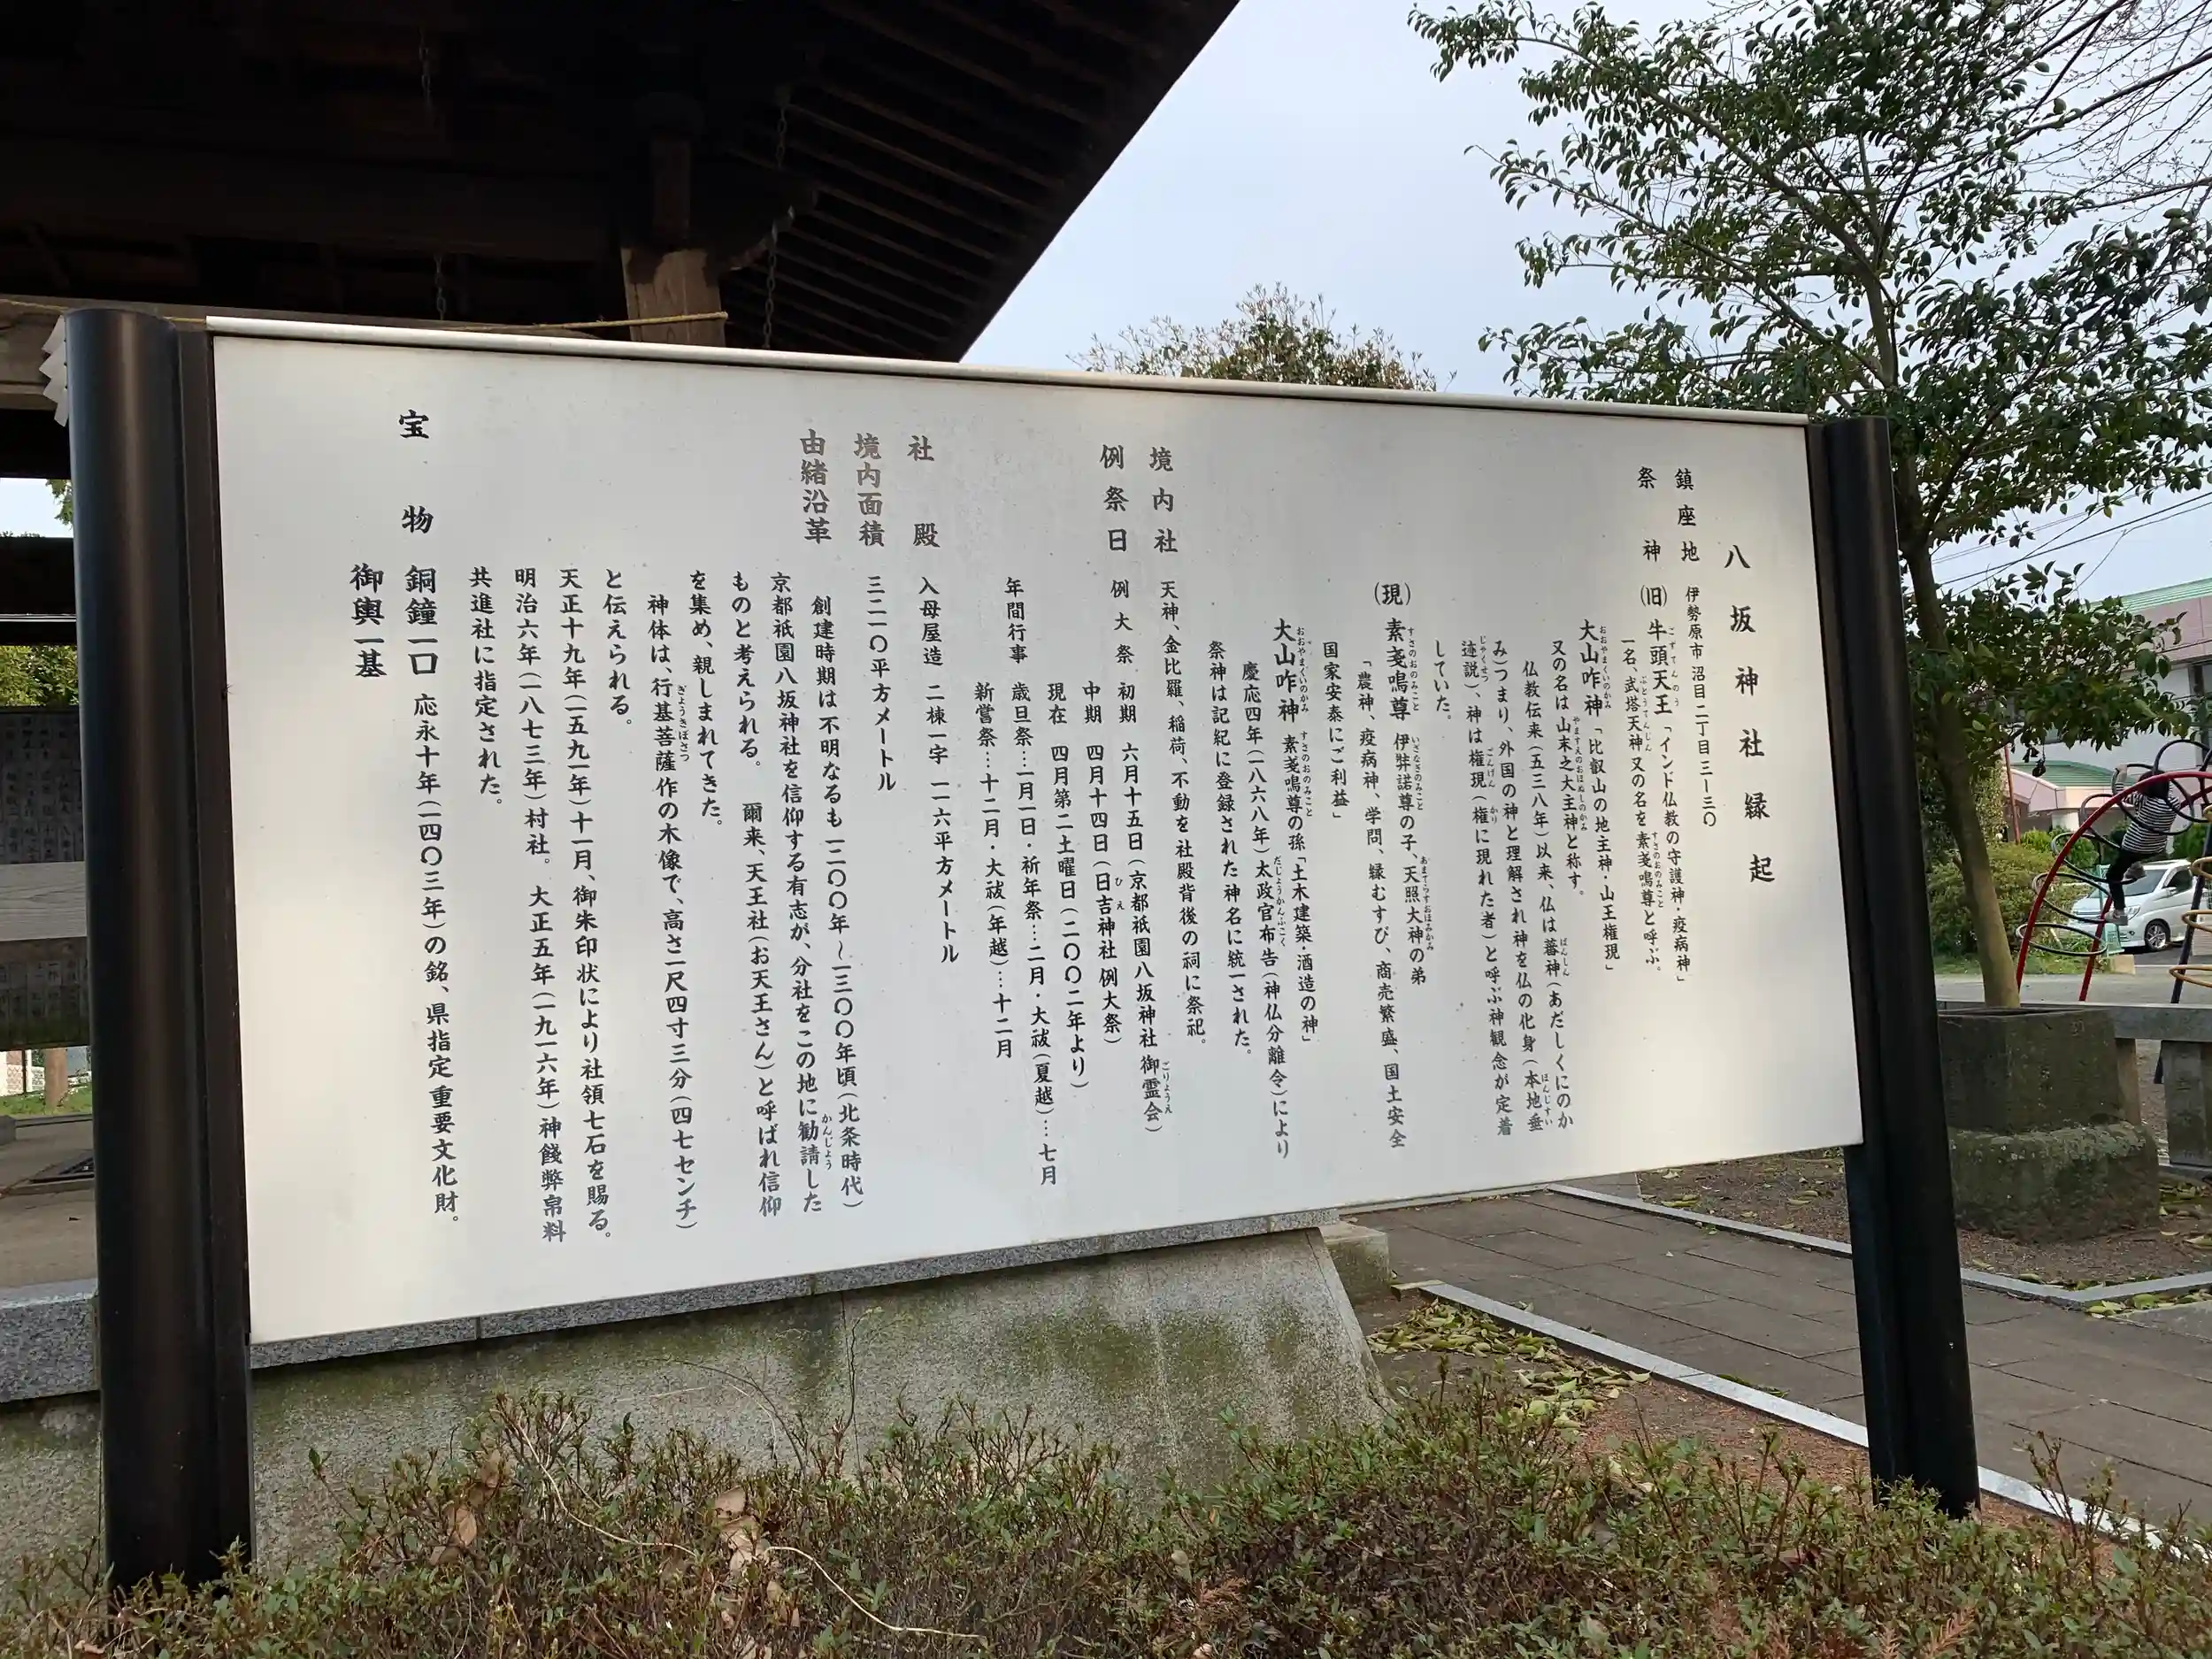 八坂神社縁起
鎮座地 伊勢原市沼目二丁目三ー三〇
祭神 (旧) 牛頭天王「インド仏教の守護神・疫病神」
一名、武塔天神又の名を素戔鳴尊と呼ぶ。
大山咋神「比叡山の地主神・山王権現」
又の名は山末之大主神と称す。
仏教伝来(五三八年)以来、仏は蕃神(あだしくにのか
み)つまり、外国の神と理解され神を仏の化身(本地垂
迹説)、神は権現(権に現れた者)と呼ぶ神観念が定着
していた。
(現) 素戔鳴尊 伊弉諾尊の子、天照大神の弟
「農神、疫病神、学問、縁むすび、商売繁盛、国土安全
国家安泰にご利益」
大山咋神 素戔鳴尊の孫「土木建築・酒造の神」
慶応四年(一八六八年)太政官布告(神仏分離令)により
祭神は記紀に登録された神名に統一された。
境内社 天神、金比羅、稲荷、不動を社殿背後の祠に祭祀。
例祭日 例大祭 初期 六月十五日(京都祇園八坂神社 御霊会)
中期 四月十四日(日吉神社 例大祭)
現在 四月第二土曜日(二〇〇二年より)
年間行事 歳旦祭…一月一日・祈年祭…二月・大祓(夏越)…七月
新嘗祭…十二月・大祓(年越)…十二月
社殿 入母屋造 二棟一宇 一一六平方メートル
境内面積 三二一〇平方メートル
由緒沿革 創建時期は不明なるも一二〇〇年~一三〇〇年頃(北条時代)
京都祇園八坂神社を信仰する有志が、分社をこの地に勧請した
ものと考えられる。 爾来、天王社(お天王さん)と呼ばれ信仰
を集め、親しまれてきた。
神体は、行基菩薩作の木像で、高さ一尺四寸三分(四七センチ)
と伝えられる。
天正十九年(一五九一年)十一月、御朱印状により社領七石を賜る。
明治六年(一八七三年)村社。 大正五年(一九一六年)神饌幣帛料
共進社に指定された。
宝物 銅鐘一口 応永十年(一四〇三年)の銘、県指定重要文化財。
御輿一基